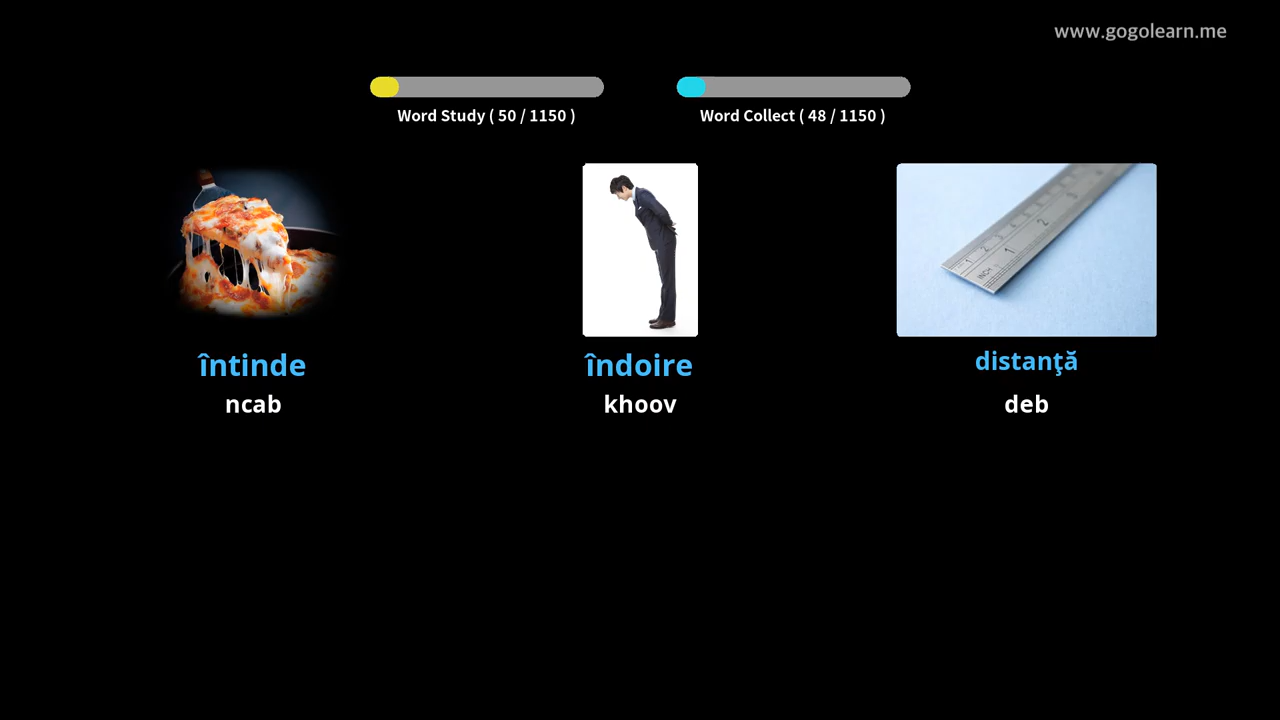 www.gogolearn.me
Word Study ( 50 / 1150 )
Word Collect ( 48 / 1150 )
întinde
îndoire
distanţă
ncab
khoov
deb